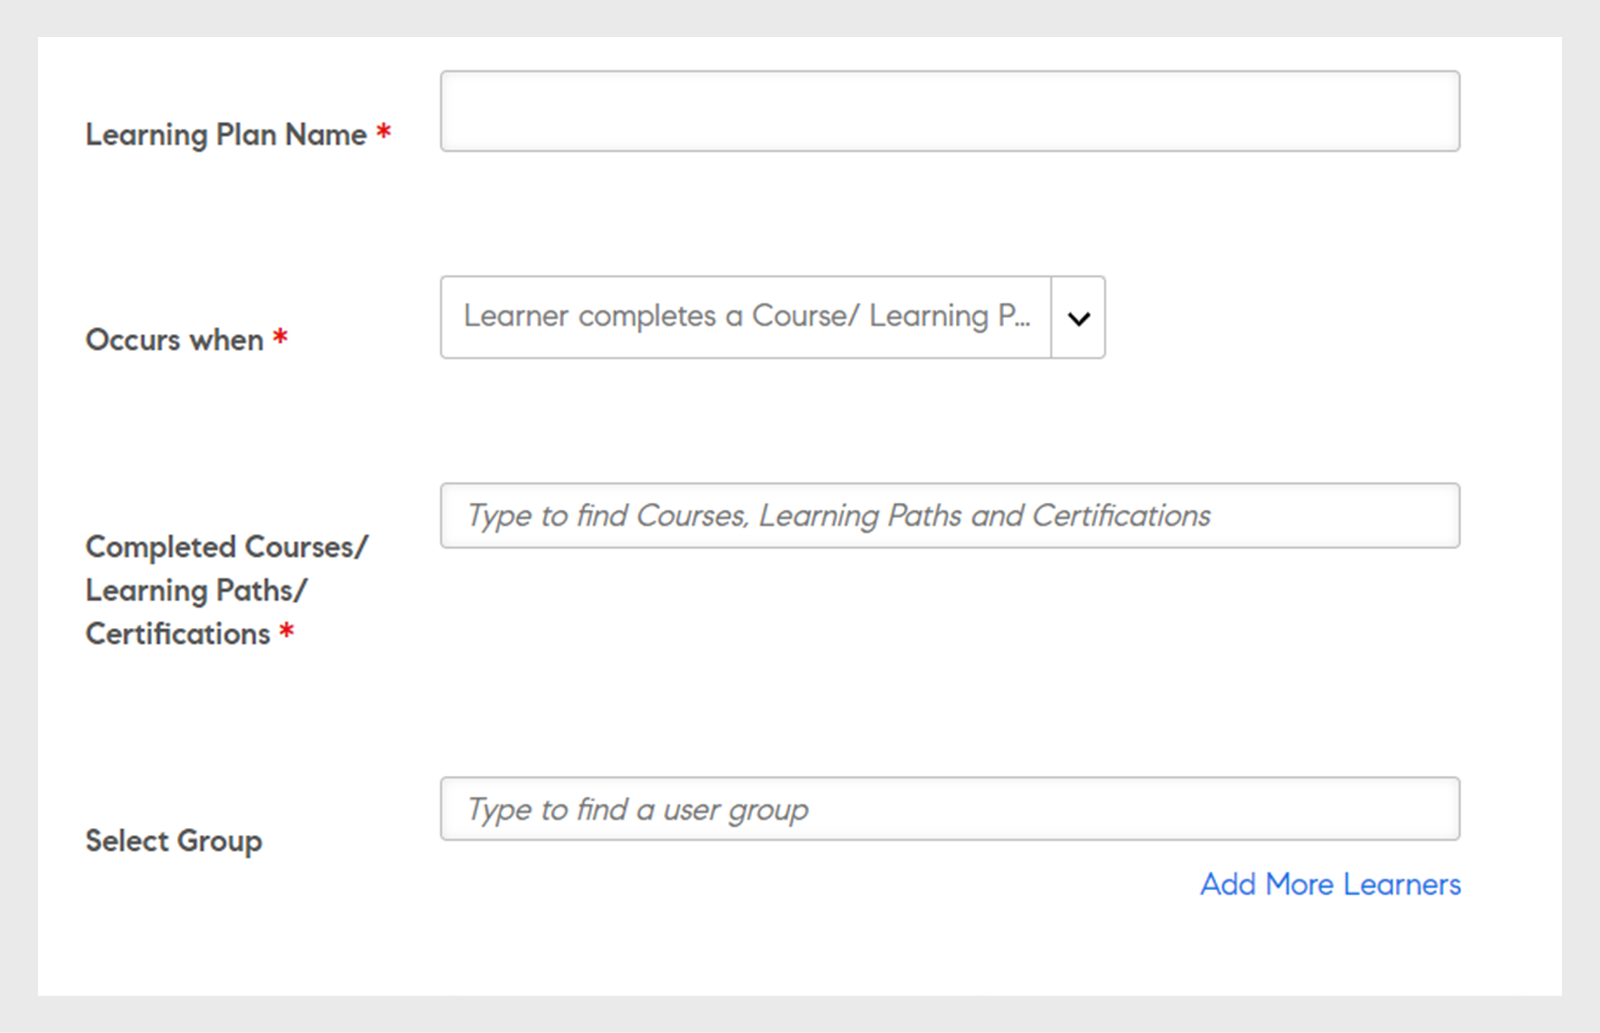 Learning Plan Name *
Occurs when *
Learner completes a Course/ Learning P...
Completed Courses/
Learning Paths/
Certifications *
Type to find Courses, Learning Paths and Certifications
Select Group
Type to find a user group
Add More Learners